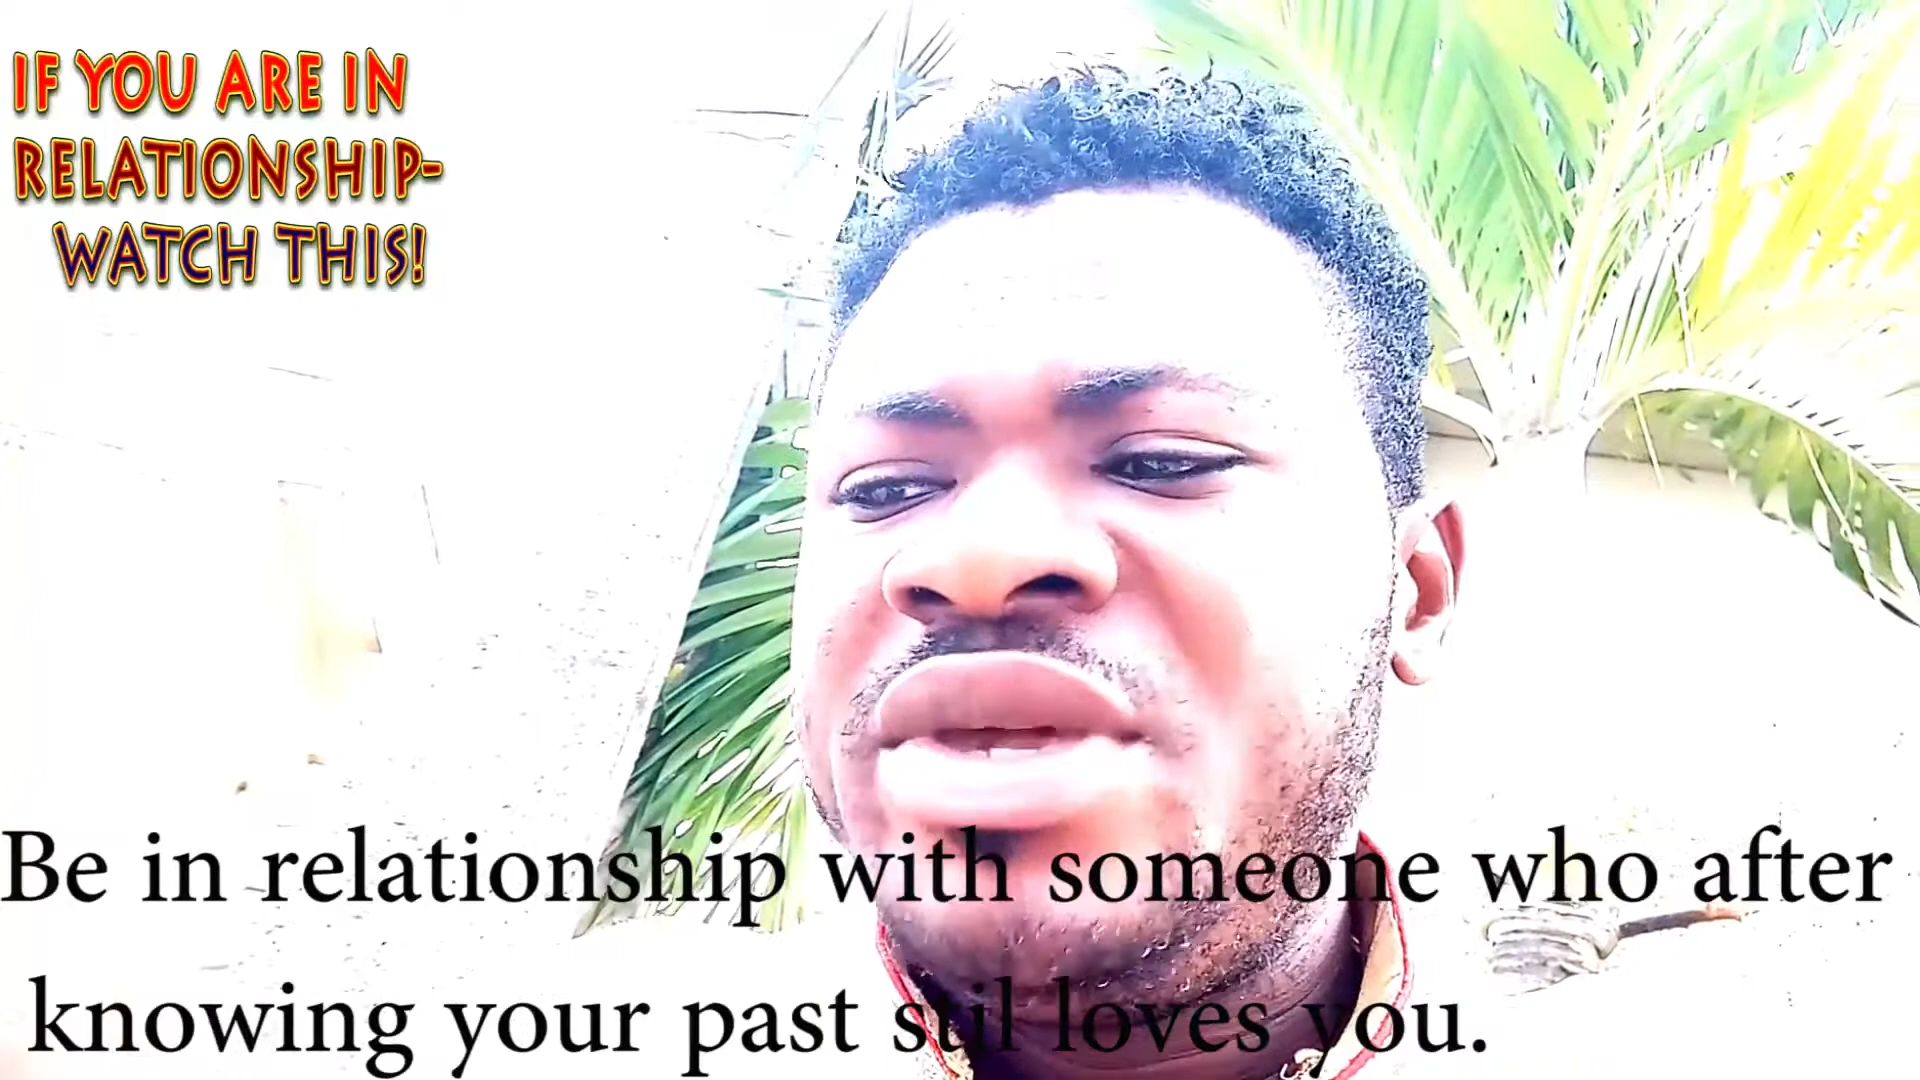 IF YOU ARE IN
RELATIONSHIP-
WATCH THIS!
Be in relationship with someone who after
knowing your past stil loves you.